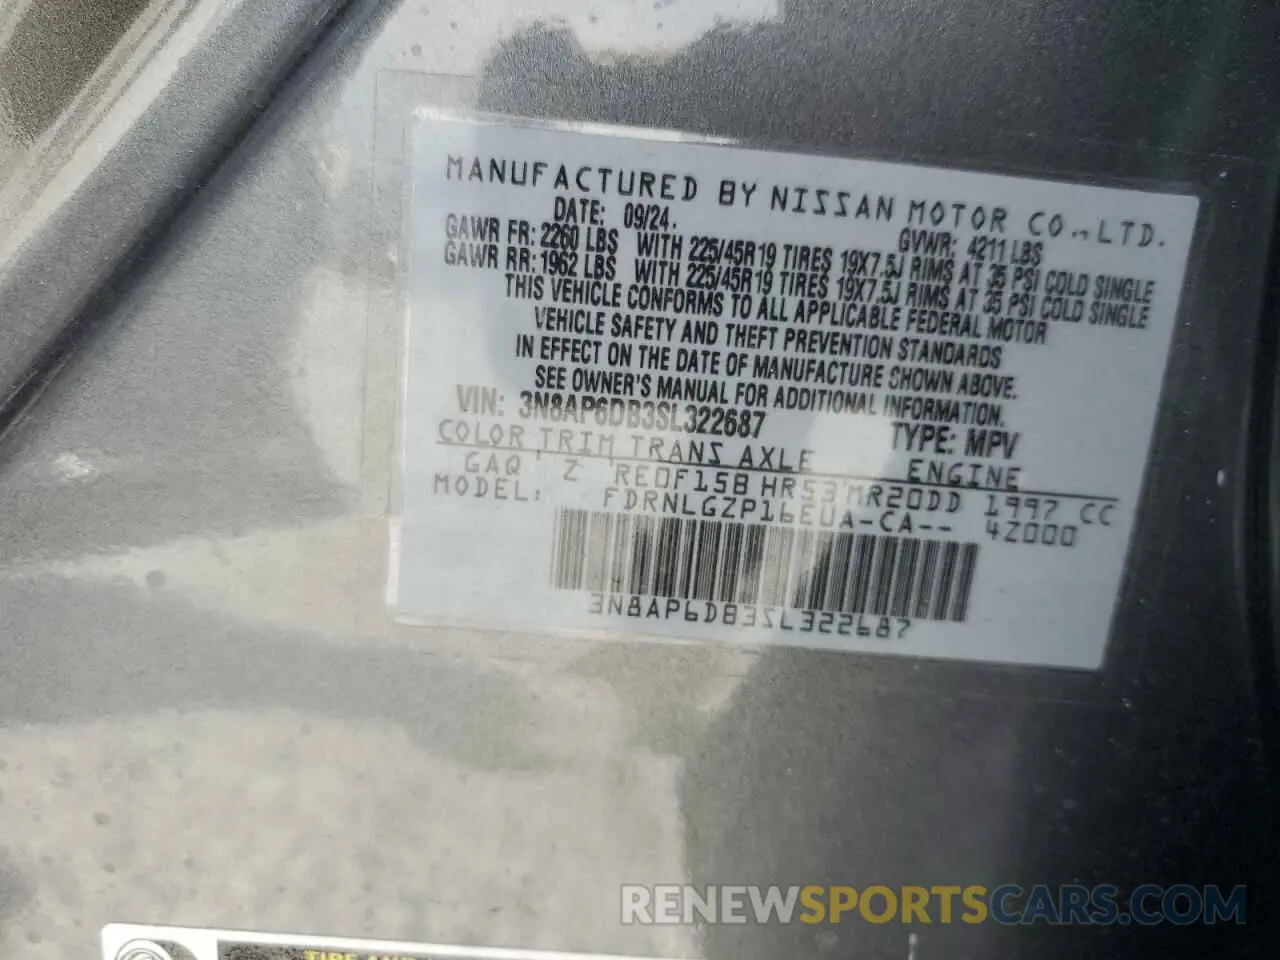 MANUFACTURED BY NISSAN MOTOR CO.,LTD.
DATE: 09/24. GVWR: 4211 LBS
GAWR FR: 2260 LBS WITH 225/45R19 TIRES 19X7.5J RIMS AT 35 PSI COLD SINGLE
GAWR RR: 1962 LBS WITH 225/45R19 TIRES 19X7.5J RIMS AT 35 PSI COLD SINGLE
THIS VEHICLE CONFORMS TO ALL APPLICABLE FEDERAL MOTOR
VEHICLE SAFETY AND THEFT PREVENTION STANDARDS
IN EFFECT ON THE DATE OF MANUFACTURE SHOWN ABOVE.
SEE OWNER'S MANUAL FOR ADDITIONAL INFORMATION.
VIN: 3N8AP6DB3SL322687 TYPE: MPV
COLOR TRIM TRANS AXLE ENGINE
GAQ Z RE0F15B HR53 MR20DD 1997 CC
MODEL: FDRNLGZP16EUA-CA-- 42000
3N8AP6DB3SL322687
RENEWSPORTSCARS.COM
TIRE AND